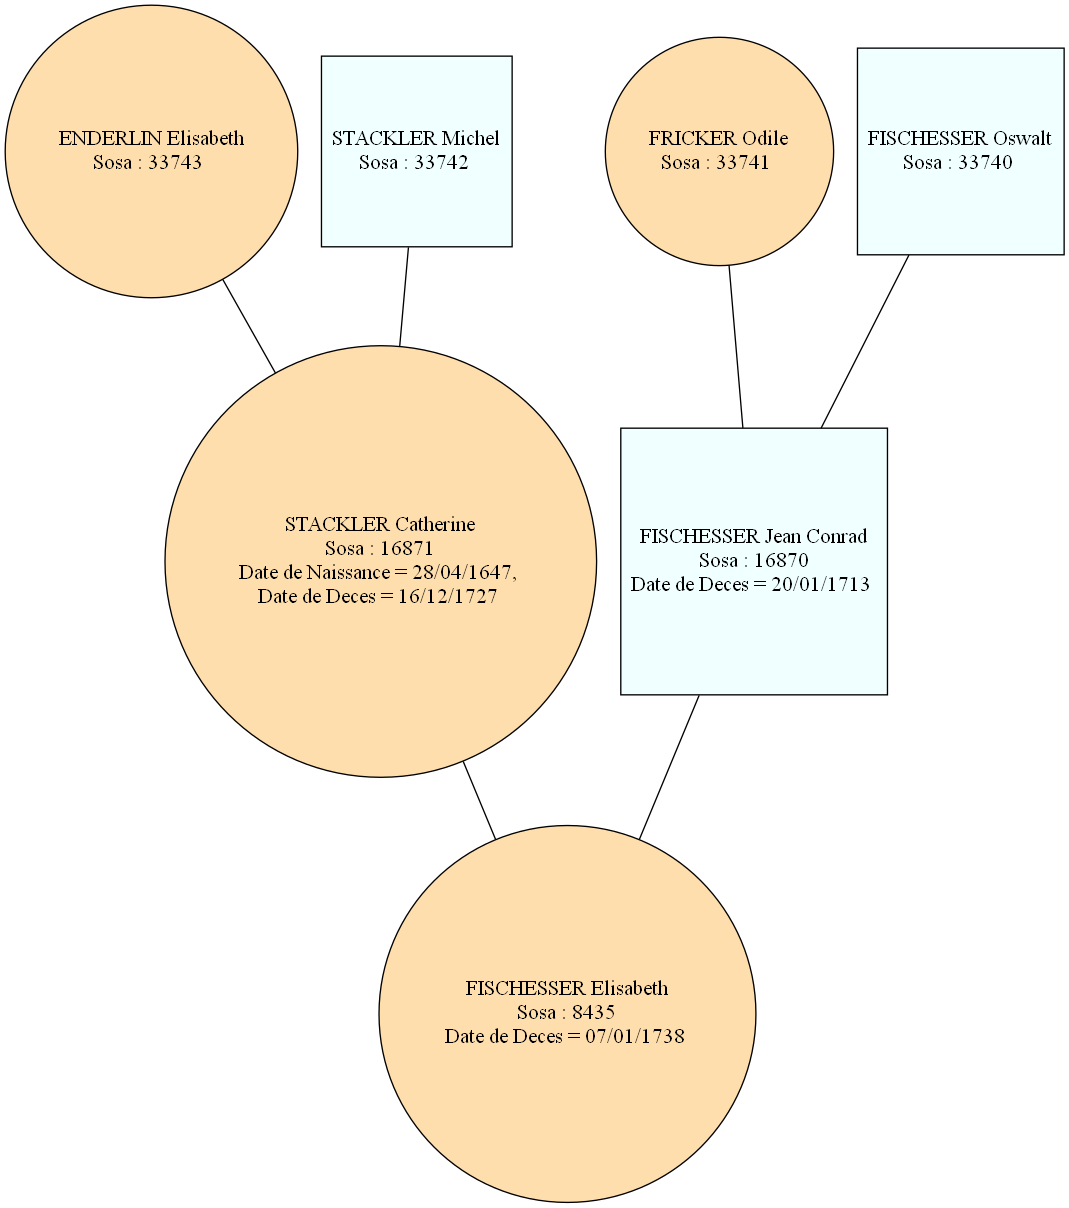 ENDERLIN Elisabeth
Sosa : 33743
STACKLER Michel
Sosa : 33742
FRICKER Odile
Sosa : 33741
FISCHESSER Oswalt
Sosa : 33740
STACKLER Catherine
Sosa : 16871
Date de Naissance = 28/04/1647,
Date de Deces = 16/12/1727
FISCHESSER Jean Conrad
Sosa : 16870
Date de Deces = 20/01/1713
FISCHESSER Elisabeth
Sosa : 8435
Date de Deces = 07/01/1738